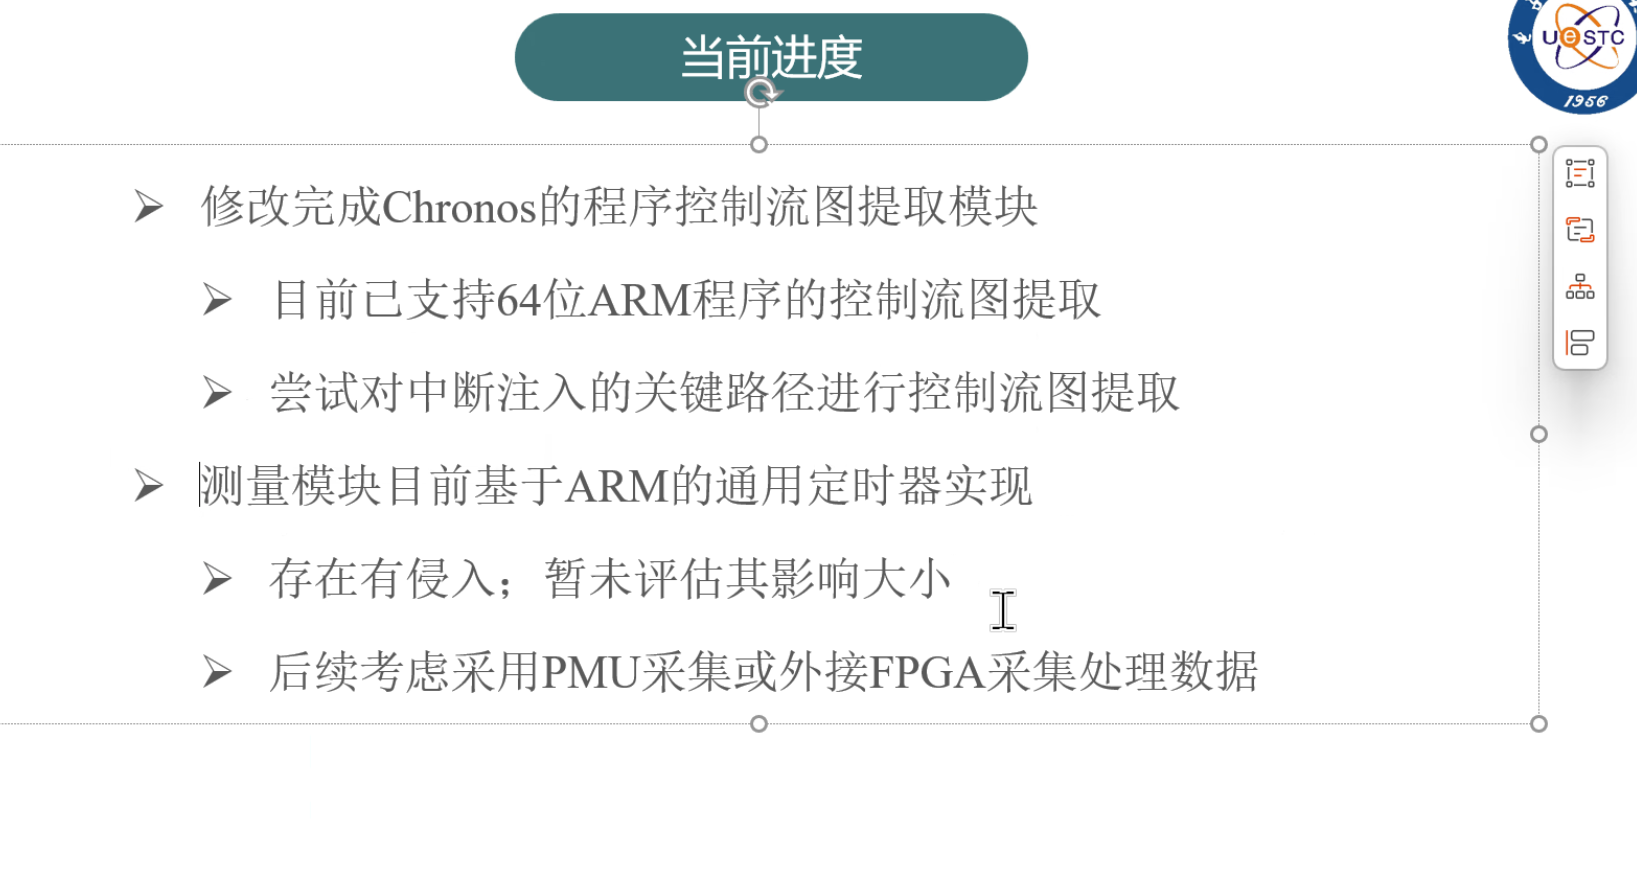 当前进度
UeSTC
1956
修改完成Chronos的程序控制流图提取模块
目前已支持64位ARM程序的控制流图提取
尝试对中断注入的关键路径进行控制流图提取
测量模块目前基于ARM的通用定时器实现
存在有侵入；暂未评估其影响大小
后续考虑采用PMU采集或外接FPGA采集处理数据